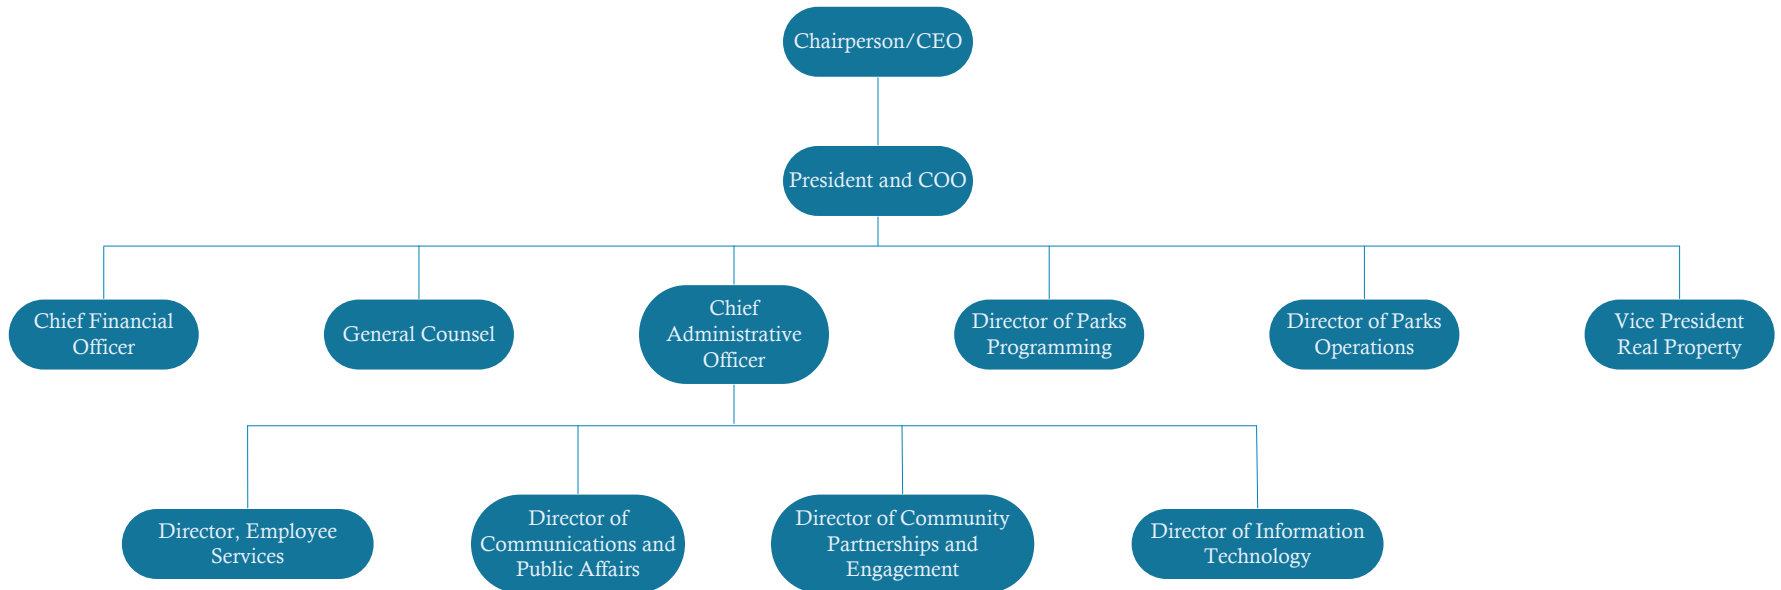 Chairperson/CEO
President and COO
Chief Financial
Officer
General Counsel
Chief
Administrative
Officer
Director of Parks
Programming
Director of Parks
Operations
Vice President
Real Property
Director, Employee
Services
Director of
Communications and
Public Affairs
Director of Community
Partnerships and
Engagement
Director of Information
Technology